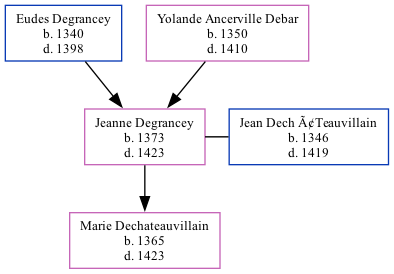 Eudes Degrancey
b. 1340
d. 1398
Yolande Ancerville Debar
b. 1350
d. 1410
Jeanne Degrancey
b. 1373
d. 1423
Jean Dech Ã¢Teauvillain
b. 1346
d. 1419
Marie Dechateauvillain
b. 1365
d. 1423